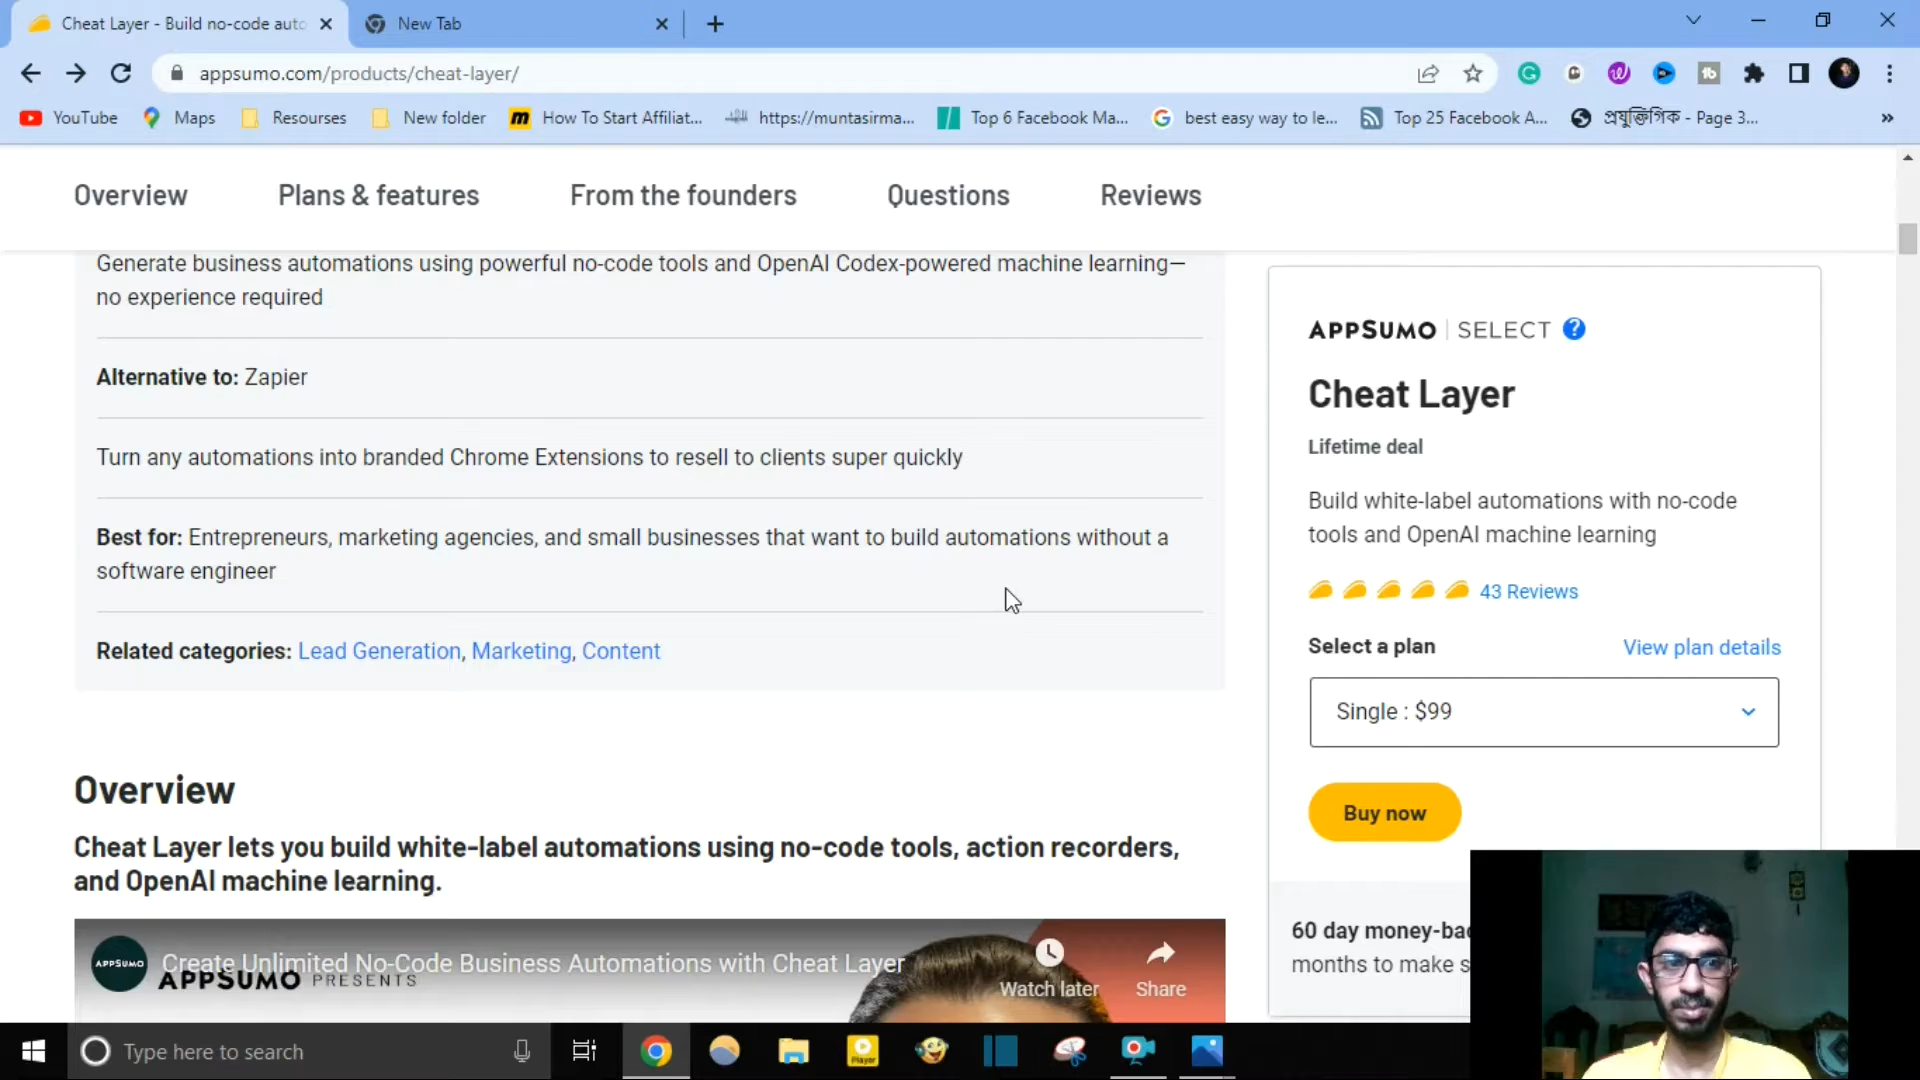 Cheat Layer - Build no-code auto
New Tab
appsumo.com/products/cheat-layer/
YouTube
Maps
Resourses
New folder
How To Start Affiliat...
https://muntasirma...
Top 6 Facebook Ma...
best easy way to le...
Top 25 Facebook A...
প্রযুক্তিগিক - Page 3...
Overview
Plans & features
From the founders
Questions
Reviews
Generate business automations using powerful no-code tools and OpenAI Codex-powered machine learning—
no experience required
Alternative to: Zapier
Turn any automations into branded Chrome Extensions to resell to clients super quickly
Best for: Entrepreneurs, marketing agencies, and small businesses that want to build automations without a
software engineer
Related categories: Lead Generation, Marketing, Content
Overview
Cheat Layer lets you build white-label automations using no-code tools, action recorders,
and OpenAI machine learning.
APPSUMO
Create Unlimited No-Code Business Automations with Cheat Layer
APPSUMO PRESENTS
Watch later
Share
APPSUMO | SELECT ?
Cheat Layer
Lifetime deal
Build white-label automations with no-code
tools and OpenAI machine learning
43 Reviews
Select a plan
View plan details
Single : $99
Buy now
60 day money-bac
months to make s
Type here to search
Player